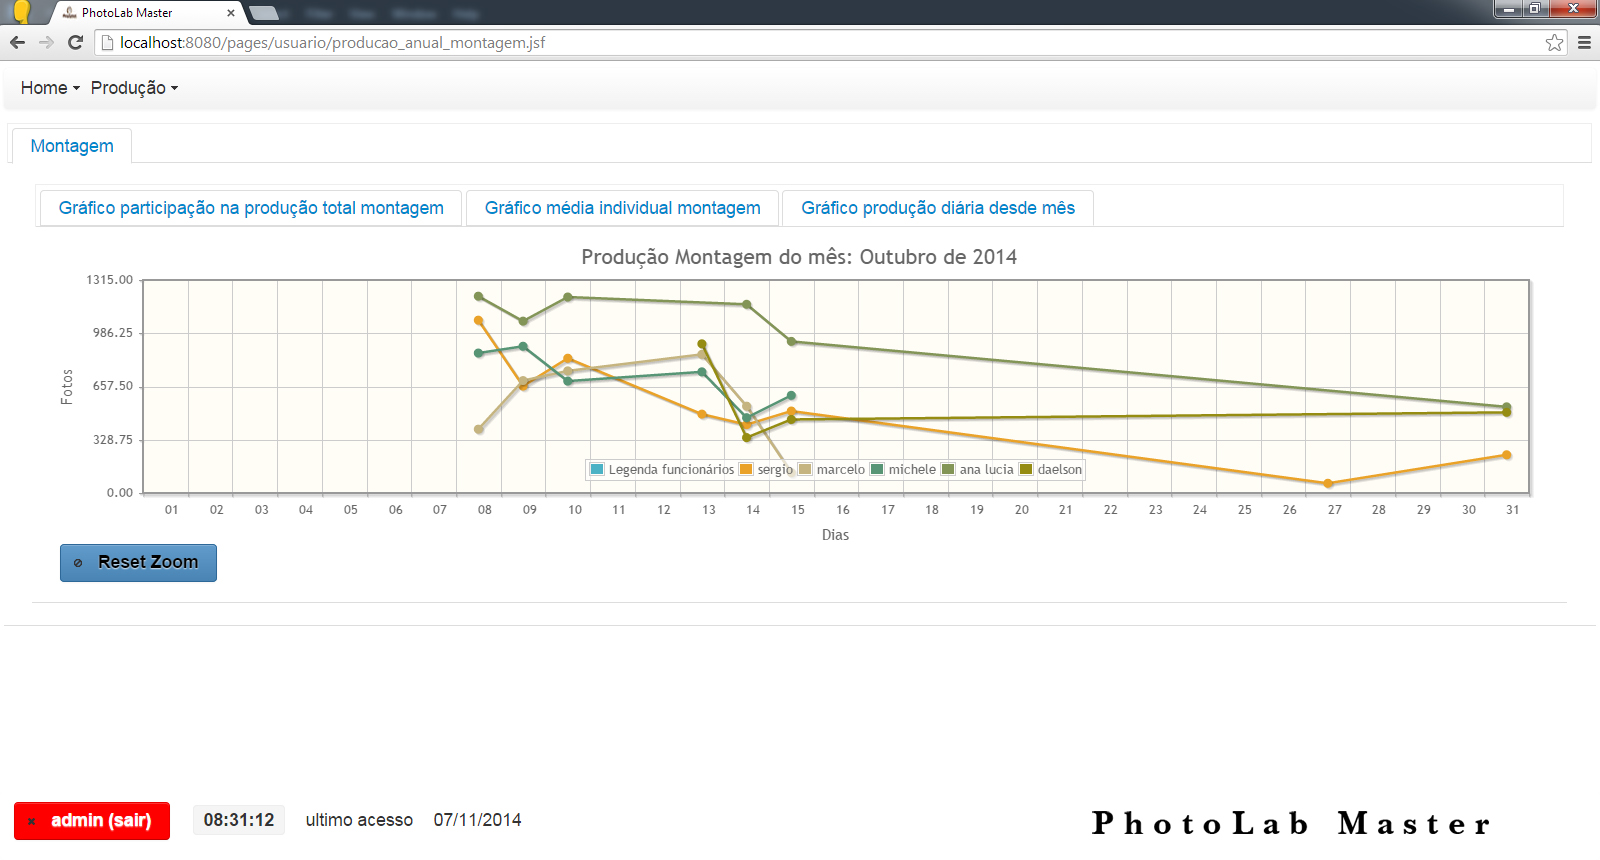 PhotoLab Master
localhost:8080/pages/usuario/producao_anual_montagem.jsf
Home Produção
Montagem
Gráfico participação na produção total montagem Gráfico média individual montagem Gráfico produção diária desde mês
Produção Montagem do mês: Outubro de 2014
1315.00
986.25
657.50
328.75
0.00
Fotos
Legenda funcionários sergio marcelo michele ana lucia daelson
01 02 03 04 05 06 07 08 09 10 11 12 13 14 15 16 17 18 19 20 21 22 23 24 25 26 27 28 29 30 31
Dias
Reset Zoom
admin (sair) 08:31:12 ultimo acesso 07/11/2014
PhotoLab Master